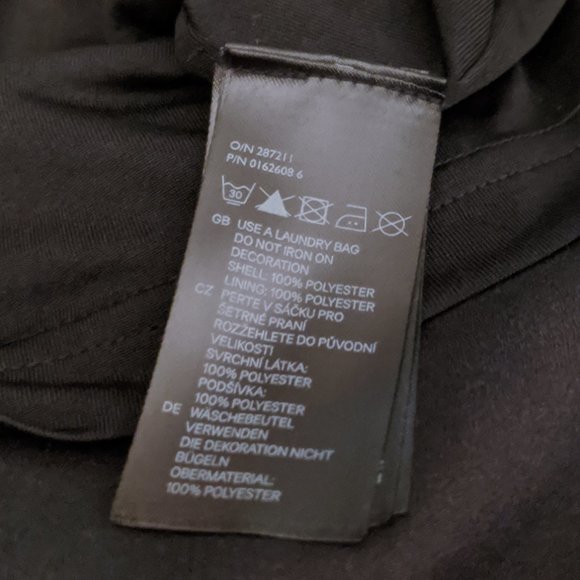 O/N 287211
P/N 0162608 6
30
GB USE A LAUNDRY BAG
DO NOT IRON ON
DECORATION
SHELL: 100% POLYESTER
LINING: 100% POLYESTER
CZ PERTE V SÁČKU PRO
ŠETRNÉ PRANÍ
ROZŽEHLETE DO PŮVODNÍ
VELIKOSTI
SVRCHNÍ LÁTKA:
100% POLYESTER
PODŠÍVKA:
100% POLYESTER
DE WÄSCHEBEUTEL
VERWENDEN
DIE DEKORATION NICHT
BÜGELN
OBERMATERIAL:
100% POLYESTER